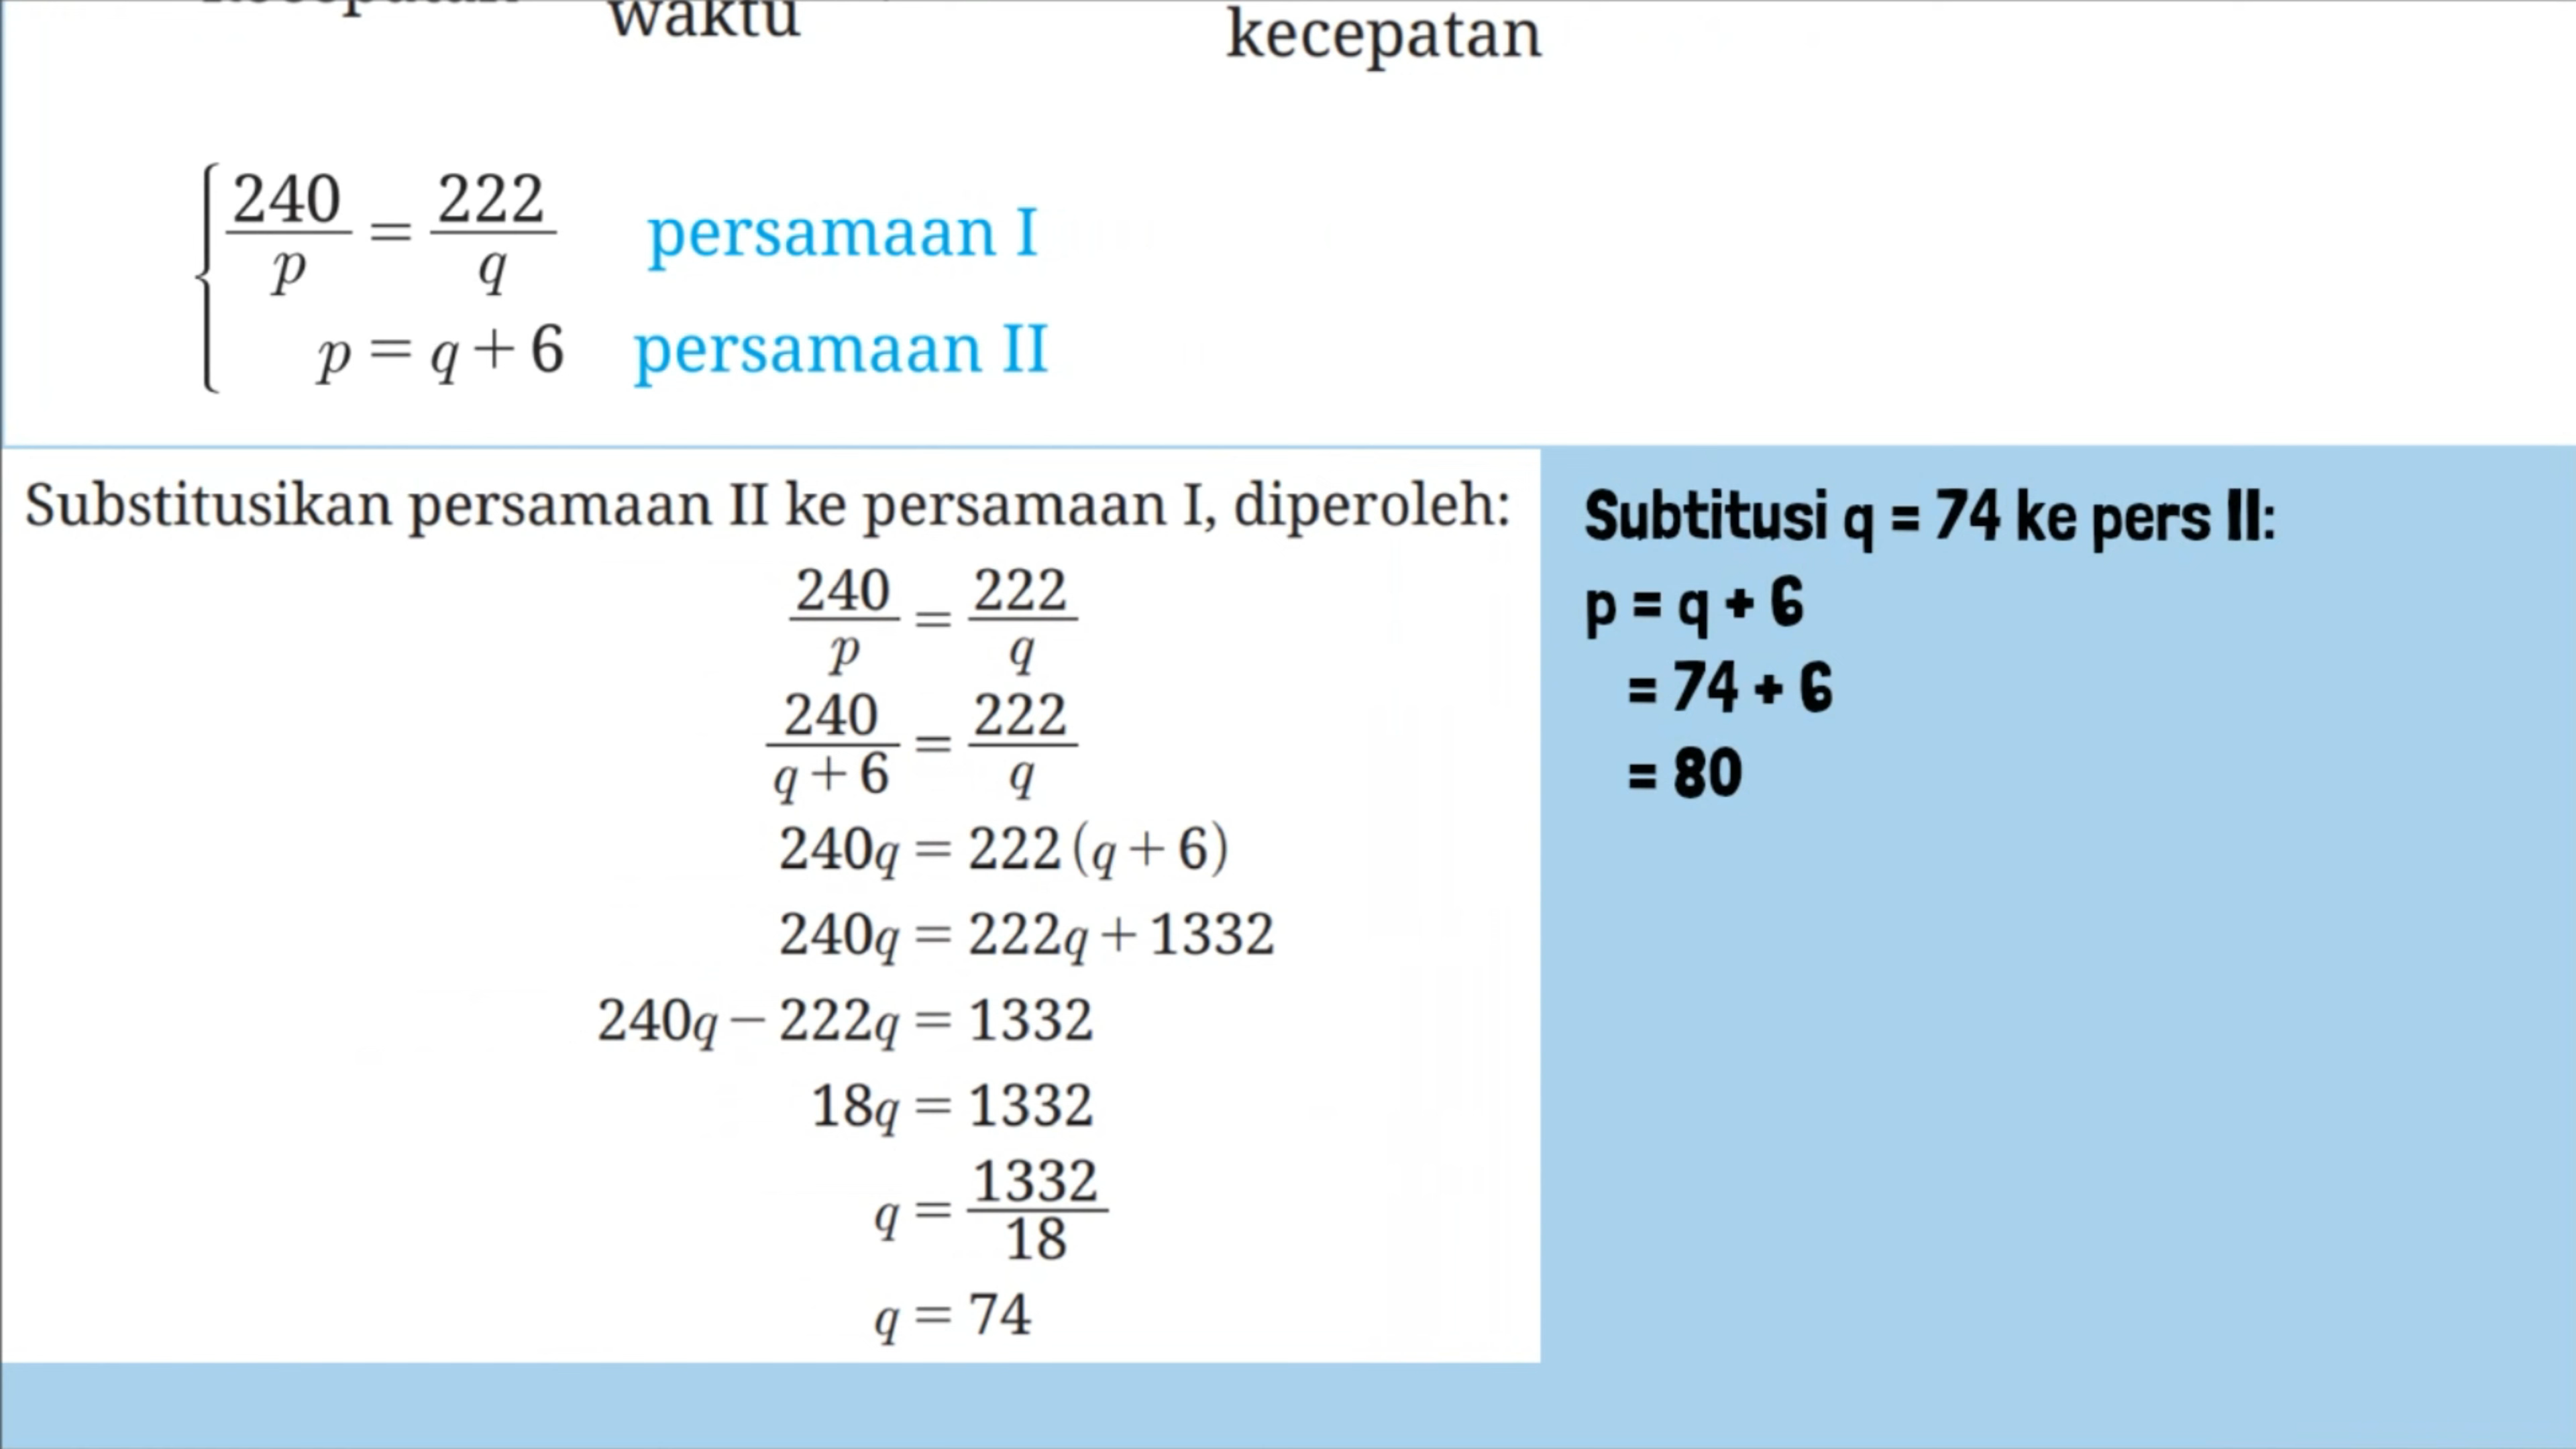 waktu
kecepatan
240/p = 222/q persamaan I
p = q + 6 persamaan II
Substitusikan persamaan II ke persamaan I, diperoleh:
240/p = 222/q
240/(q + 6) = 222/q
240q = 222 (q + 6)
240q = 222q + 1332
240q − 222q = 1332
18q = 1332
q = 1332/18
q = 74
Subtitusi q = 74 ke pers II:
p = q + 6
= 74 + 6
= 80